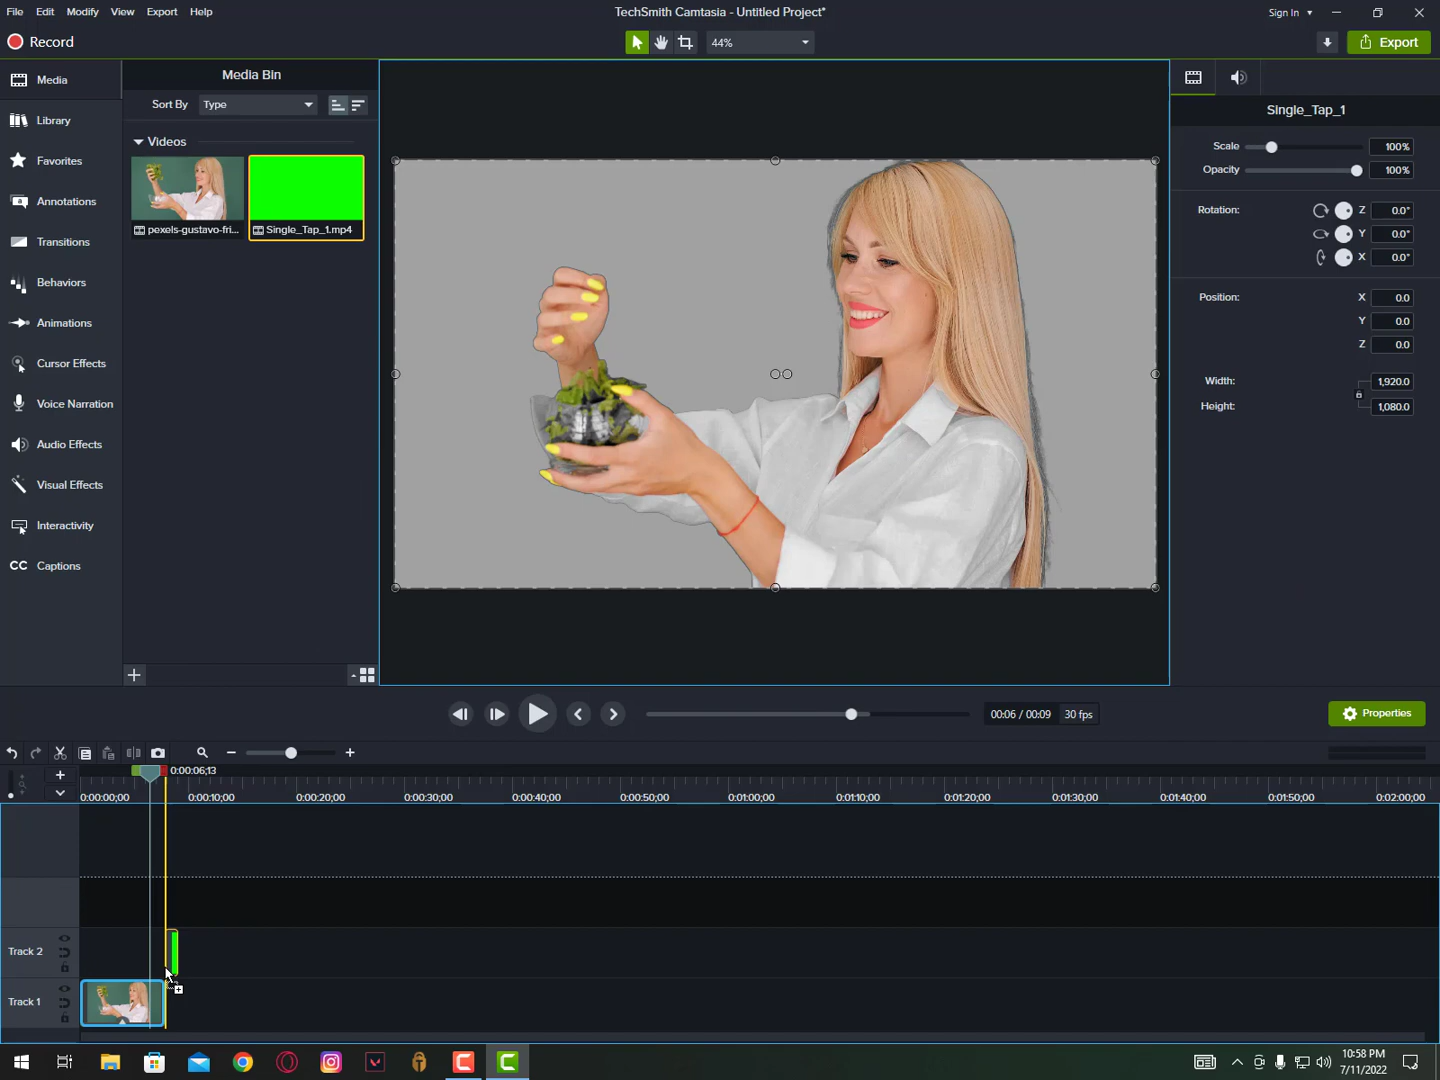 File Edit Modify View Export Help
TechSmith Camtasia - Untitled Project*
Sign In
Record
44%
Export
Media
Library
Favorites
Annotations
Transitions
Behaviors
Animations
Cursor Effects
Voice Narration
Audio Effects
Visual Effects
Interactivity
CC Captions
Media Bin
Sort By Type
Videos
pexels-gustavo-fri...
Single_Tap_1.mp4
Single_Tap_1
Scale 100%
Opacity 100%
Rotation: Z 0.0°
Y 0.0°
X 0.0°
Position: X 0.0
Y 0.0
Z 0.0
Width: 1,920.0
Height: 1,080.0
00:06 / 00:09 30 fps
Properties
0:00:06;13
0:00:00;00 0:00:10;00 0:00:20;00 0:00:30;00 0:00:40;00 0:00:50;00 0:01:00;00 0:01:10;00 0:01:20;00 0:01:30;00 0:01:40;00 0:01:50;00 0:02:00;00
Track 2
Track 1
10:58 PM
7/11/2022